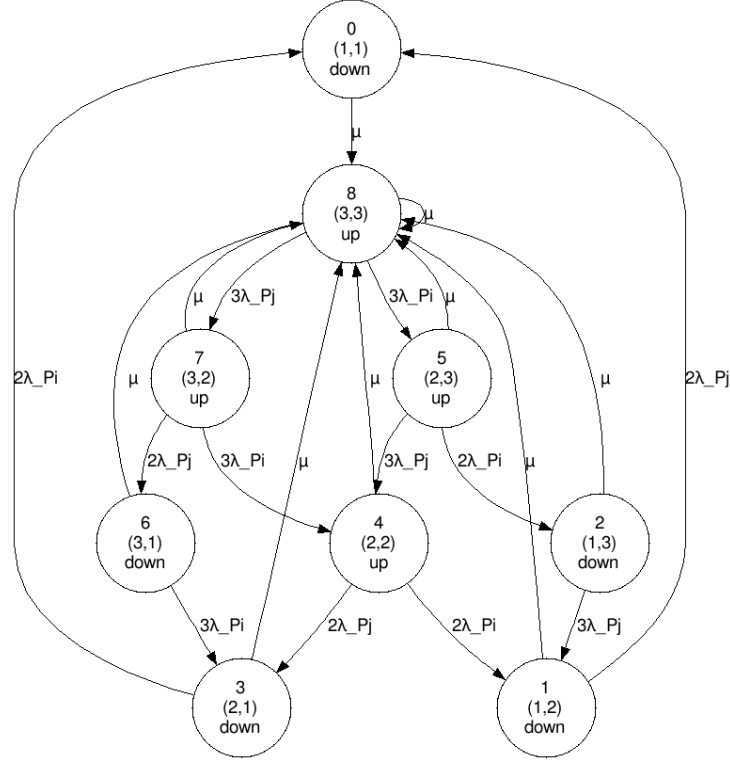 0
(1,1)
down
μ
8
(3,3)
up
μ
3λ_Pj
μ
3λ_Pi
μ
7
(3,2)
up
5
(2,3)
up
2λ_Pi
μ
μ
μ
2λ_Pj
2λ_Pj
3λ_Pi
μ
3λ_Pj
2λ_Pi
μ
6
(3,1)
down
4
(2,2)
up
2
(1,3)
down
3λ_Pi
2λ_Pj
2λ_Pi
3λ_Pj
3
(2,1)
down
1
(1,2)
down